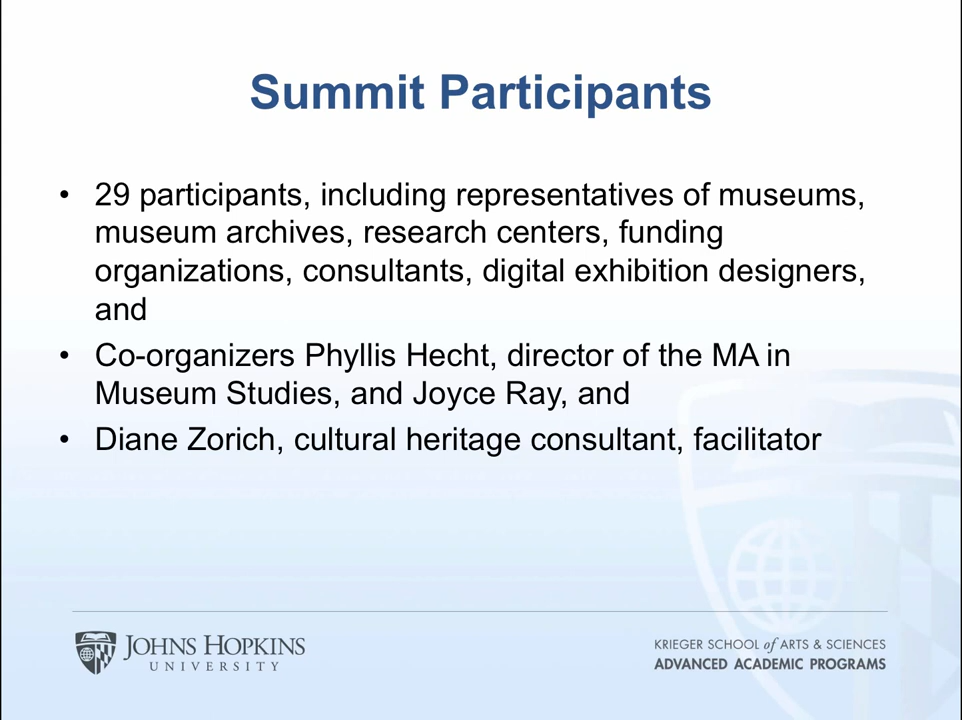 Summit Participants
• 29 participants, including representatives of museums,
museum archives, research centers, funding
organizations, consultants, digital exhibition designers,
and
• Co-organizers Phyllis Hecht, director of the MA in
Museum Studies, and Joyce Ray, and
• Diane Zorich, cultural heritage consultant, facilitator
JOHNS HOPKINS
UNIVERSITY
KRIEGER SCHOOL of ARTS & SCIENCES
ADVANCED ACADEMIC PROGRAMS